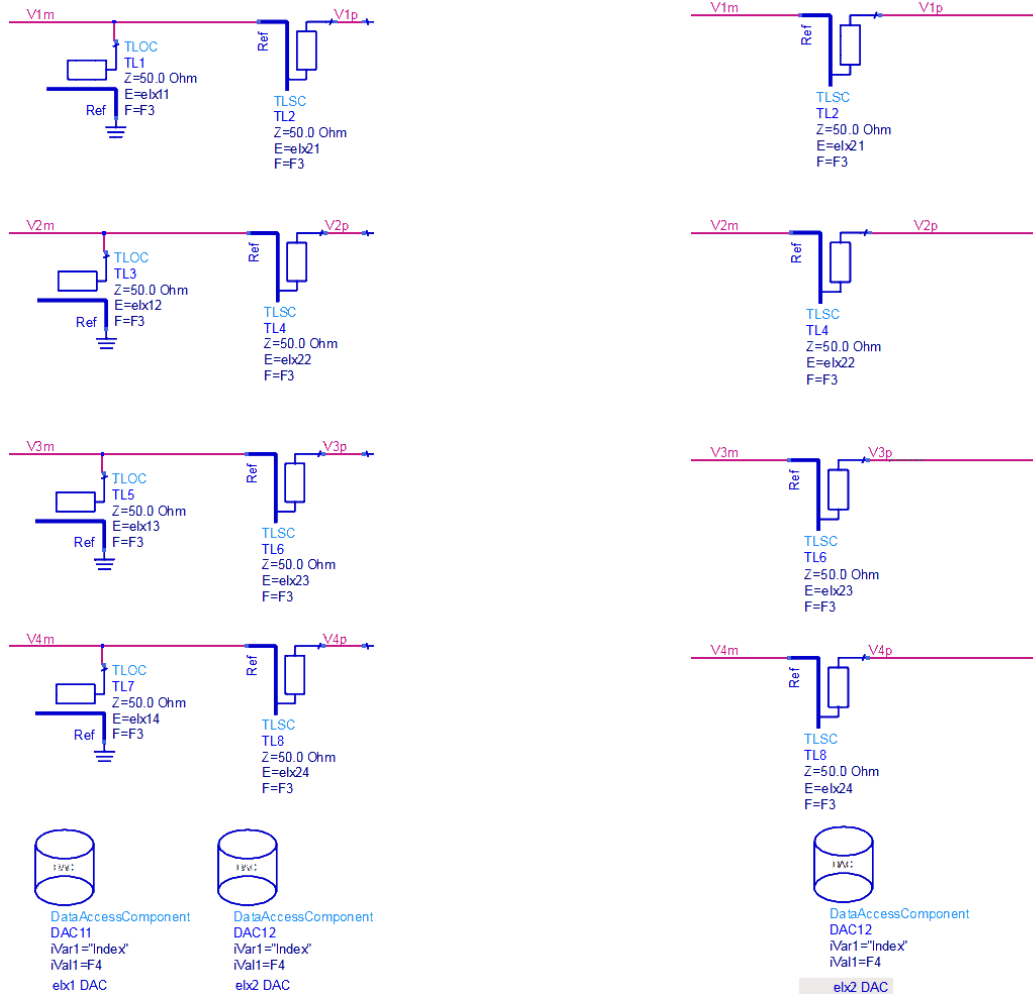 V1m
V1p
Ref
TLOC
TL1
Z=50.0 Ohm
E=elx11
F=F3
Ref
TLSC
TL2
Z=50.0 Ohm
E=elx21
F=F3
V2m
V2p
Ref
TLOC
TL3
Z=50.0 Ohm
E=elx12
F=F3
Ref
TLSC
TL4
Z=50.0 Ohm
E=elx22
F=F3
V3m
V3p
Ref
TLOC
TL5
Z=50.0 Ohm
E=elx13
F=F3
Ref
TLSC
TL6
Z=50.0 Ohm
E=elx23
F=F3
V4m
V4p
Ref
TLOC
TL7
Z=50.0 Ohm
E=elx14
F=F3
Ref
TLSC
TL8
Z=50.0 Ohm
E=elx24
F=F3
DAC
DataAccessComponent
DAC11
iVar1="Index"
iVal1=F4
elx1 DAC
DAC
DataAccessComponent
DAC12
iVar1="Index"
iVal1=F4
elx2 DAC
V1m
V1p
Ref
TLSC
TL2
Z=50.0 Ohm
E=elx21
F=F3
V2m
V2p
Ref
TLSC
TL4
Z=50.0 Ohm
E=elx22
F=F3
V3m
V3p
Ref
TLSC
TL6
Z=50.0 Ohm
E=elx23
F=F3
V4m
V4p
Ref
TLSC
TL8
Z=50.0 Ohm
E=elx24
F=F3
DAC
DataAccessComponent
DAC12
iVar1="Index"
iVal1=F4
elx2 DAC